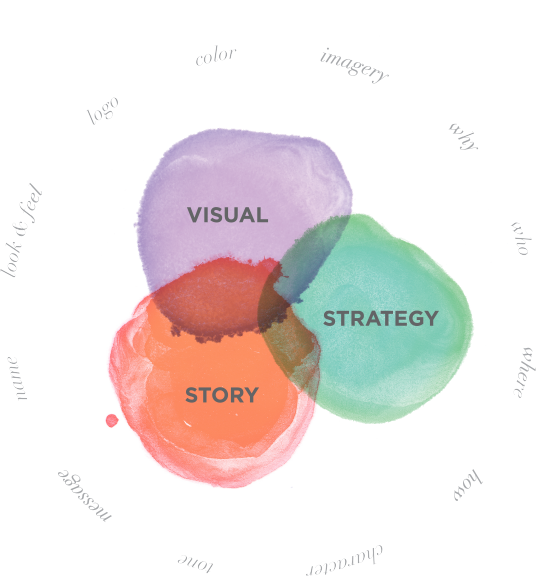 color
imagery
why
who
where
how
character
tone
message
name
look & feel
logo
VISUAL
STRATEGY
STORY